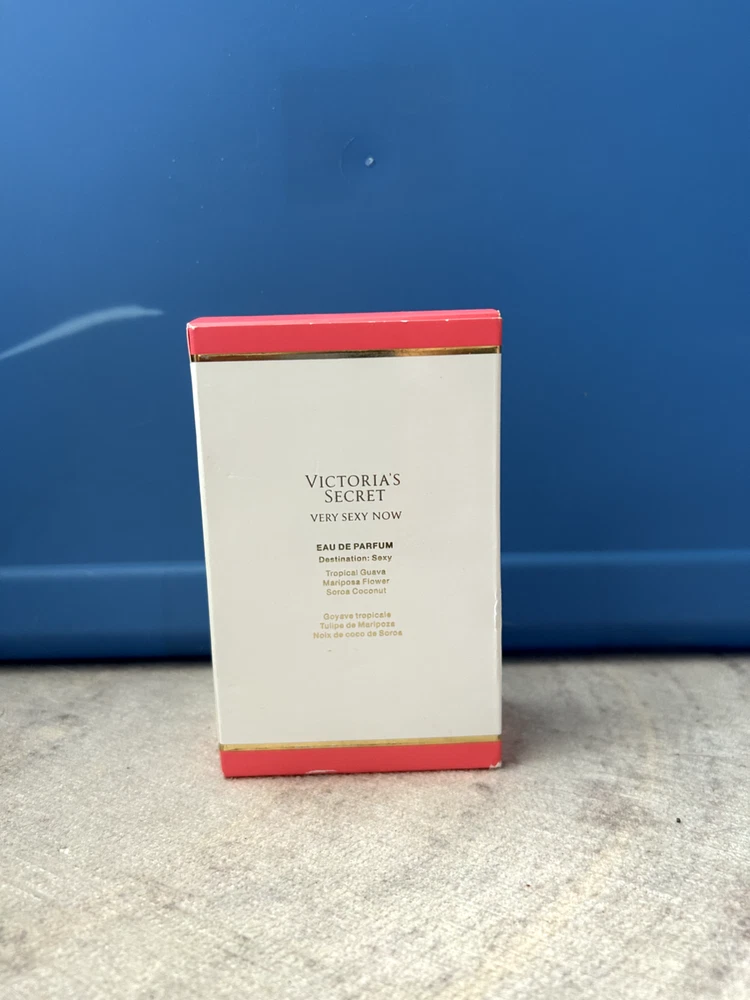 VICTORIA'S
SECRET
VERY SEXY NOW
EAU DE PARFUM
Destination: Sexy
Tropical Guava
Mariposa Flower
Soroa Coconut
Goyave tropicale
Tulipe de Mariposa
Noix de coco de Soroa